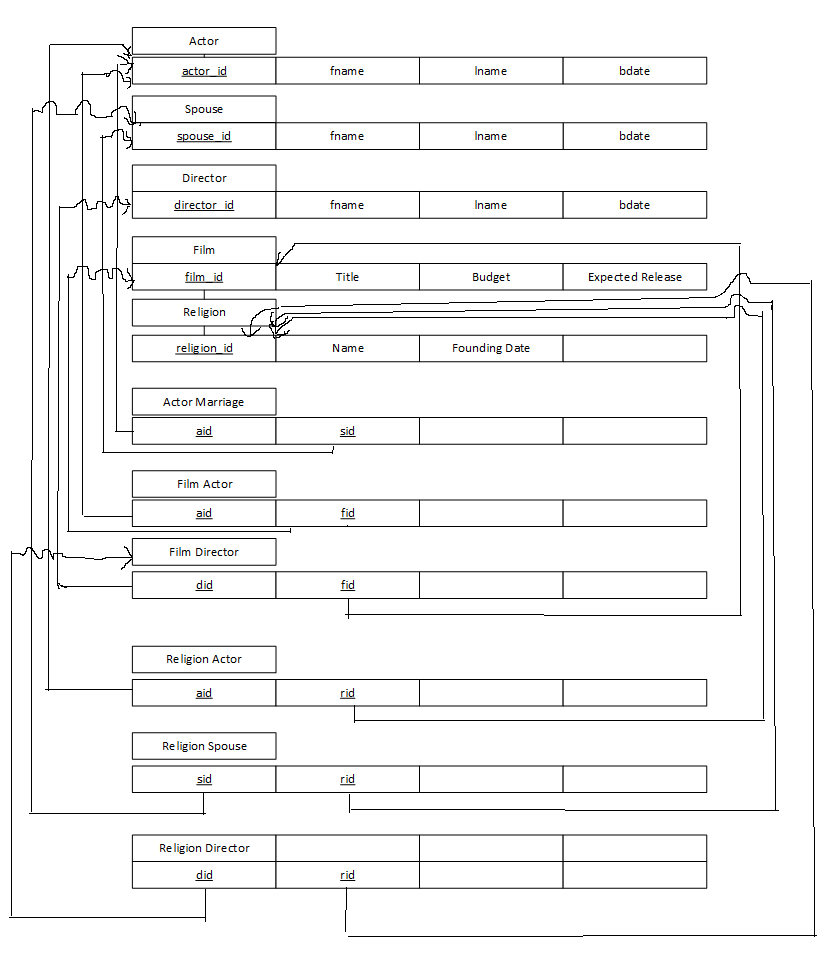 Actor
actor_id fname lname bdate
Spouse
spouse_id fname lname bdate
Director
director_id fname lname bdate
Film
film_id Title Budget Expected Release
Religion
religion_id Name Founding Date
Actor Marriage
aid sid
Film Actor
aid fid
Film Director
did fid
Religion Actor
aid rid
Religion Spouse
sid rid
Religion Director
did rid